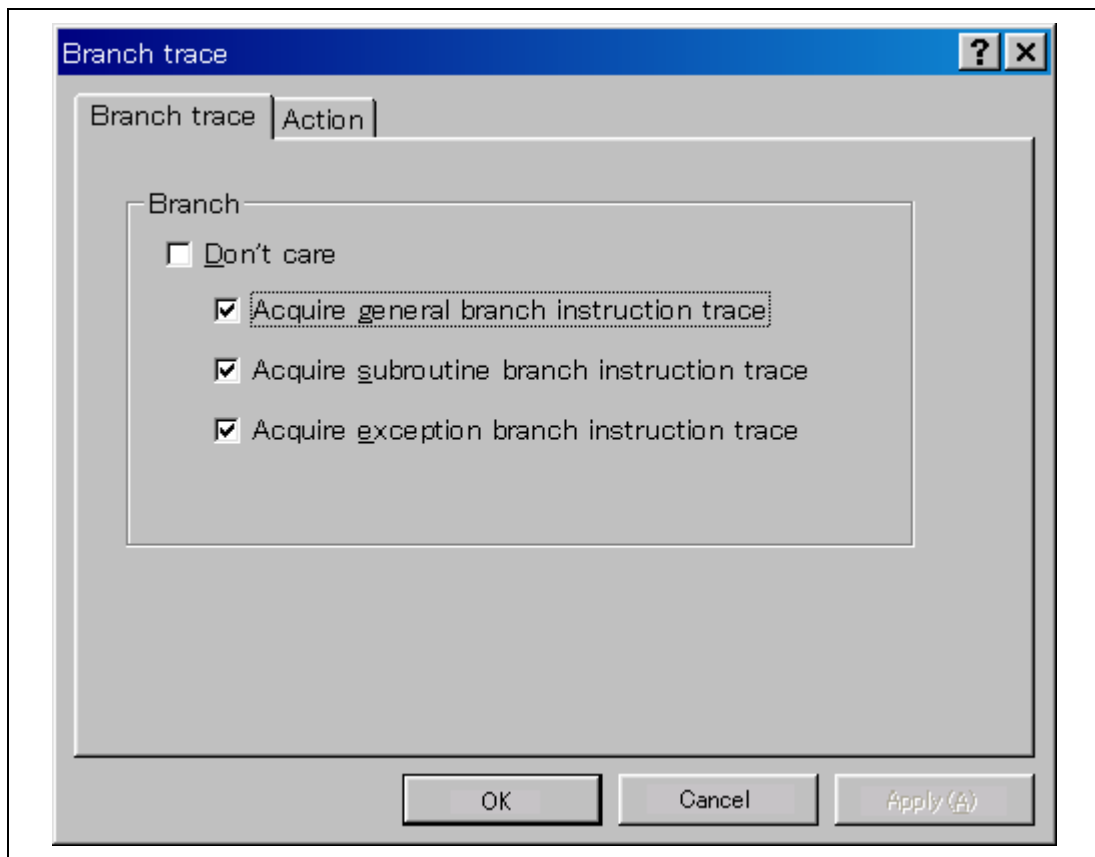 Branch trace
Branch trace Action
Branch
Don't care
Acquire general branch instruction trace
Acquire subroutine branch instruction trace
Acquire exception branch instruction trace
OK Cancel Apply (A)